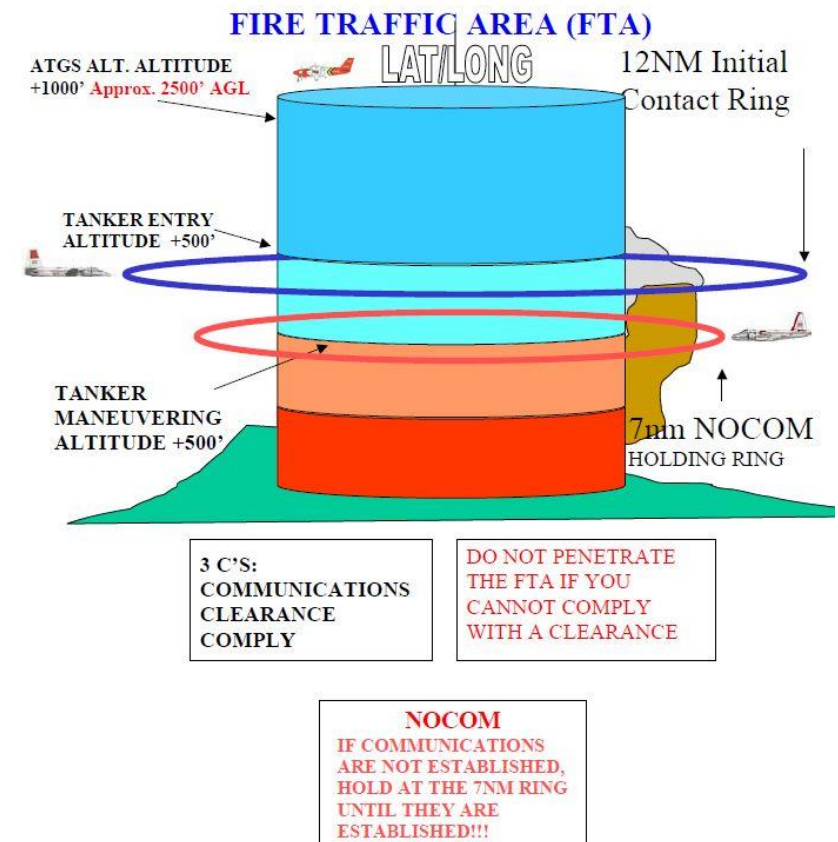 FIRE TRAFFIC AREA (FTA)
LAT/LONG
ATGS ALT. ALTITUDE
+1000’ Approx. 2500’ AGL
12NM Initial
Contact Ring
TANKER ENTRY
ALTITUDE +500’
TANKER
MANEUVERING
ALTITUDE +500’
7nm NOCOM
HOLDING RING
3 C’S:
COMMUNICATIONS
CLEARANCE
COMPLY
DO NOT PENETRATE
THE FTA IF YOU
CANNOT COMPLY
WITH A CLEARANCE
NOCOM
IF COMMUNICATIONS
ARE NOT ESTABLISHED,
HOLD AT THE 7NM RING
UNTIL THEY ARE
ESTABLISHED!!!